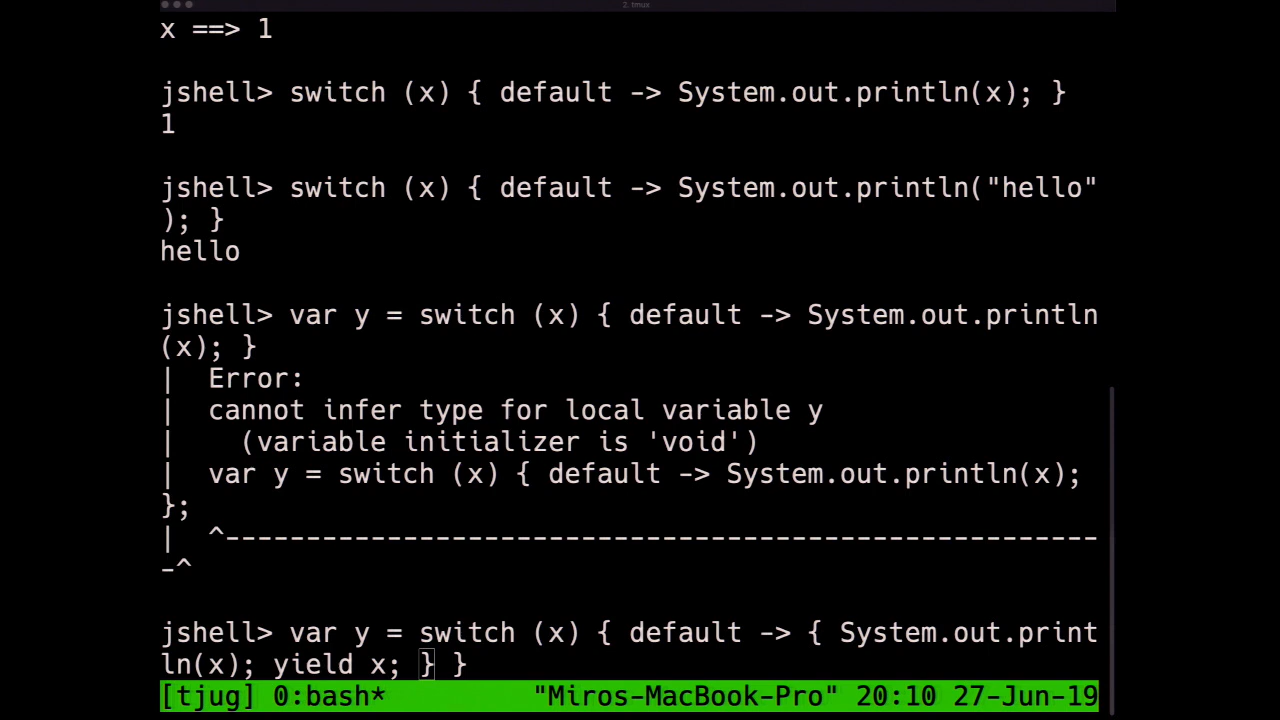 2. tmux
x ==> 1
jshell> switch (x) { default -> System.out.println(x); }
1
jshell> switch (x) { default -> System.out.println("hello"
); }
hello
jshell> var y = switch (x) { default -> System.out.println
(x); }
|  Error:
|  cannot infer type for local variable y
|    (variable initializer is 'void')
|  var y = switch (x) { default -> System.out.println(x);
};
|  ^------------------------------------------------------
-^
jshell> var y = switch (x) { default -> { System.out.print
ln(x); yield x; } }
[tjug] 0:bash*         "Miros-MacBook-Pro" 20:10 27-Jun-19